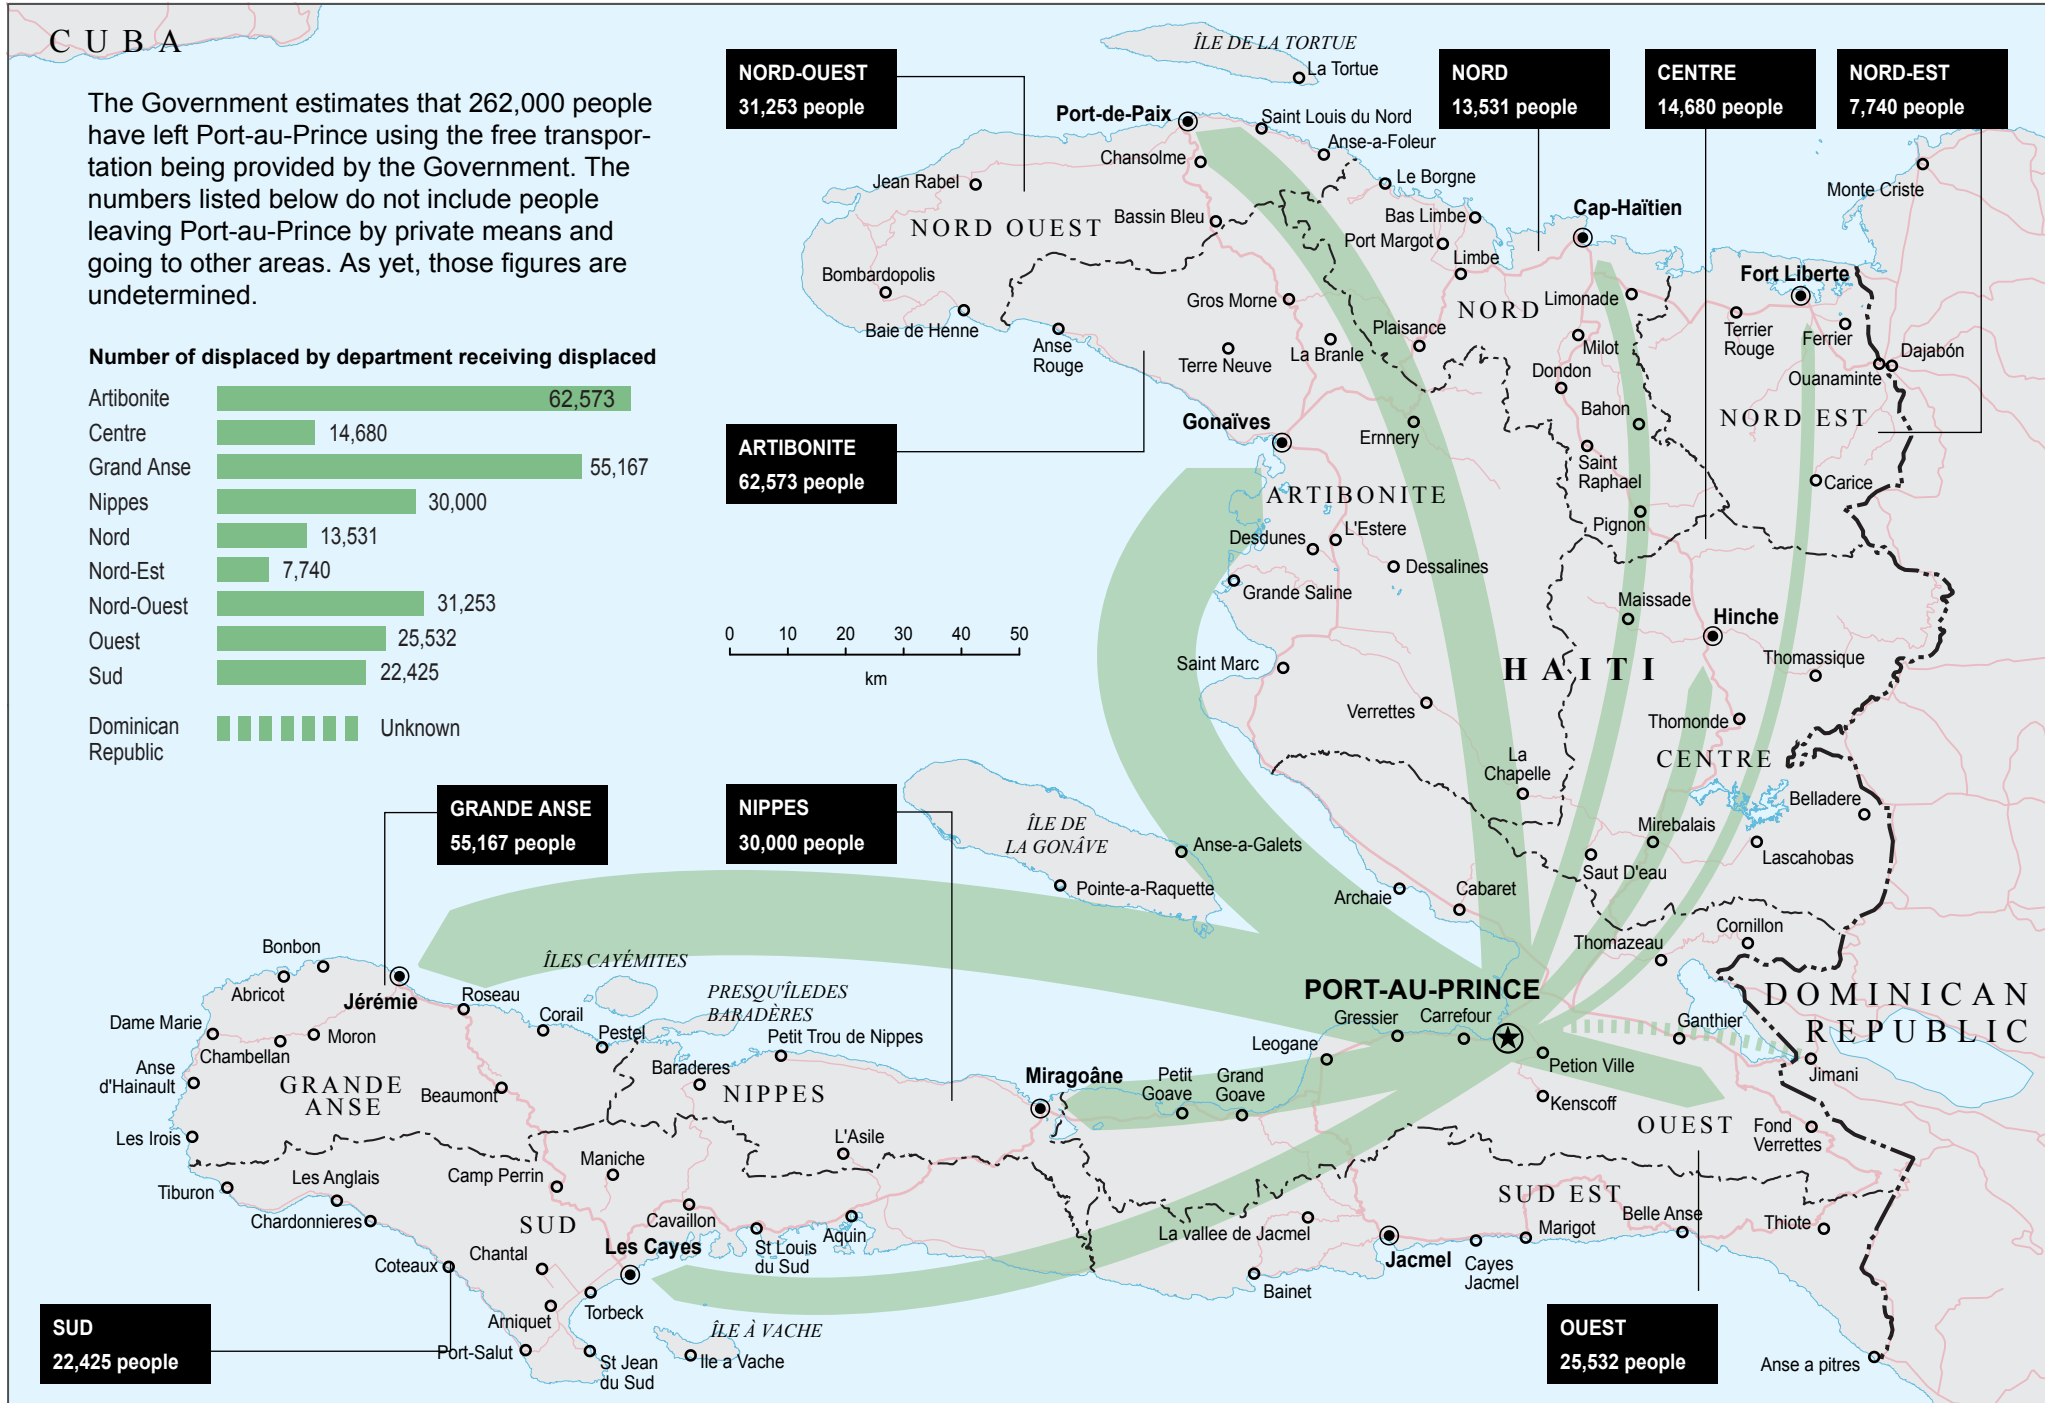 CUBA
The Government estimates that 262,000 people
have left Port-au-Prince using the free transpor-
tation being provided by the Government. The
numbers listed below do not include people
leaving Port-au-Prince by private means and
going to other areas. As yet, those figures are
undetermined.
Number of displaced by department receiving displaced
Artibonite 62,573
Centre 14,680
Grand Anse 55,167
Nippes 30,000
Nord 13,531
Nord-Est 7,740
Nord-Ouest 31,253
Ouest 25,532
Sud 22,425
Dominican
Republic
Unknown
NORD-OUEST
31,253 people
NORD
13,531 people
CENTRE
14,680 people
NORD-EST
7,740 people
ARTIBONITE
62,573 people
GRANDE ANSE
55,167 people
NIPPES
30,000 people
SUD
22,425 people
OUEST
25,532 people
0 10 20 30 40 50
km
ÎLE DE LA TORTUE
La Tortue
Port-de-Paix
Saint Louis du Nord
Anse-a-Foleur
Chansolme
Jean Rabel
Le Borgne
Monte Criste
Bassin Bleu
Bas Limbe
Cap-Haïtien
NORD OUEST
Port Margot
Limbe
Bombardopolis
Fort Liberte
Gros Morne
Limonade
NORD
Baie de Henne
Plaisance
Terrier
Rouge
Ferrier
Anse
Rouge
Terre Neuve
La Branle
Milot
Dajabón
Dondon
Ouanaminte
Bahon
NORD EST
Gonaïves
Ernnery
Saint
Raphael
Carice
ARTIBONITE
Pignon
L'Estere
Desdunes
Dessalines
Grande Saline
Maissade
Hinche
Saint Marc
HAITI
Thomassique
Verrettes
Thomonde
La
Chapelle
CENTRE
Belladere
ÎLE DE
LA GONÂVE
Anse-a-Galets
Mirebalais
Lascahobas
Saut D'eau
Pointe-a-Raquette
Archaie
Cabaret
Cornillon
Thomazeau
Bonbon
ÎLES CAYÉMITES
Abricot
Jérémie
Roseau
PRESQU'ÎLEDES
BARADÈRES
PORT-AU-PRINCE
DOMINICAN
REPUBLIC
Dame Marie
Corail
Pestel
Petit Trou de Nippes
Gressier
Carrefour
Ganthier
Chambellan
Moron
Leogane
Anse
d'Hainault
Baraderes
Petion Ville
Jimani
GRANDE
ANSE
Beaumont
NIPPES
Miragoâne
Petit
Goave
Grand
Goave
Kenscoff
OUEST
Fond
Verrettes
Les Irois
L'Asile
Camp Perrin
Maniche
Tiburon
Les Anglais
SUD EST
Chardonnieres
SUD
Cavaillon
La vallee de Jacmel
Marigot
Belle Anse
Thiote
Les Cayes
St Louis
du Sud
Aquin
Jacmel
Cayes
Jacmel
Coteaux
Chantal
Bainet
Torbeck
Arniquet
ÎLE À VACHE
Port-Salut
St Jean
du Sud
Ile a Vache
Anse a pitres